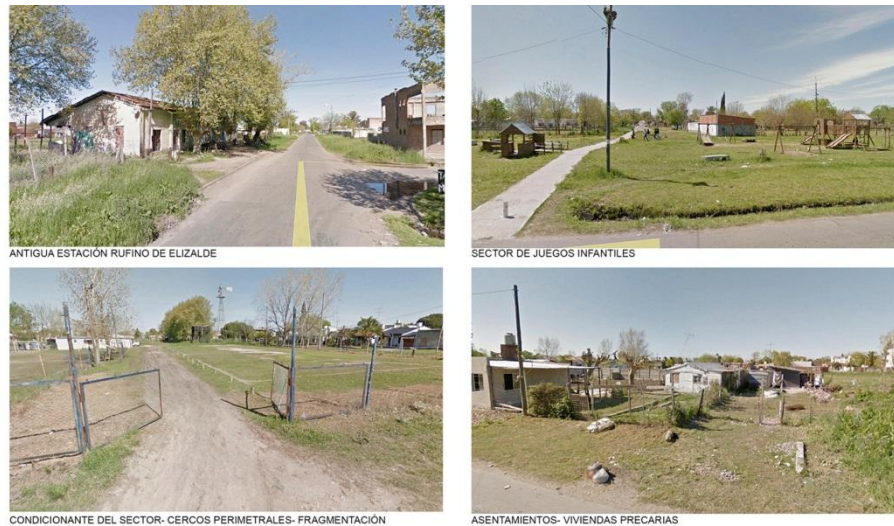 ANTIGUA ESTACIÓN RUFINO DE ELIZALDE
SECTOR DE JUEGOS INFANTILES
CONDICIONANTE DEL SECTOR- CERCOS PERIMETRALES- FRAGMENTACIÓN
ASENTAMIENTOS- VIVIENDAS PRECARIAS